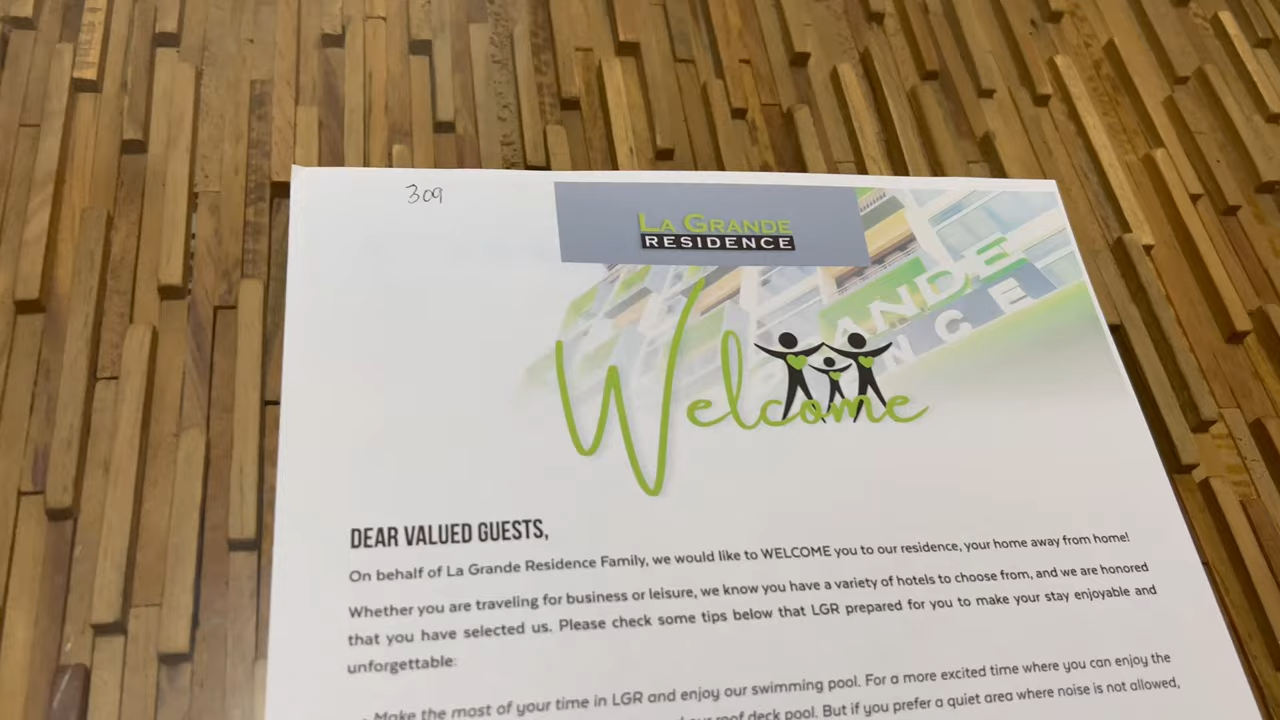 309
LA GRANDE
RESIDENCE
ANDE
NCE
Welcome
DEAR VALUED GUESTS,
On behalf of La Grande Residence Family, we would like to WELCOME you to our residence, your home away from home!
Whether you are traveling for business or leisure, we know you have a variety of hotels to choose from, and we are honored
that you have selected us. Please check some tips below that LGR prepared for you to make your stay enjoyable and
unforgettable:
Make the most of your time in LGR and enjoy our swimming pool. For a more excited time where you can enjoy the
roof deck pool. But if you prefer a quiet area where noise is not allowed,